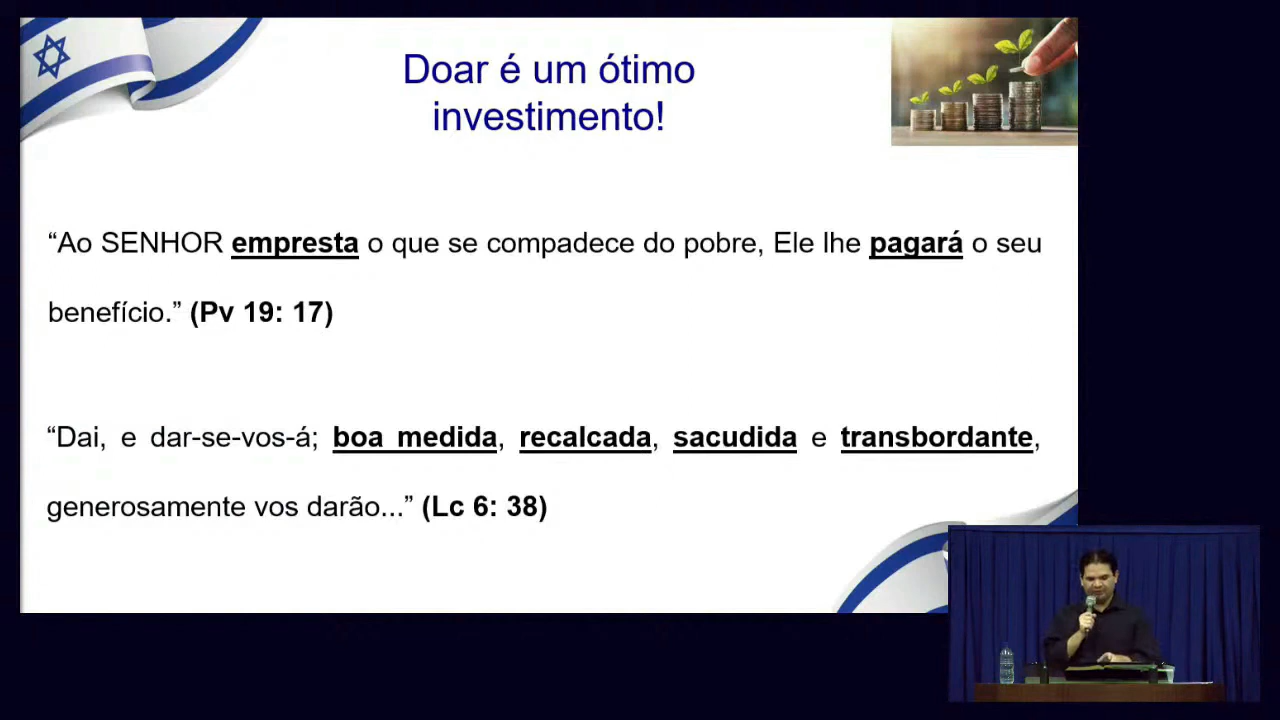 Doar é um ótimo
investimento!
“Ao SENHOR empresta o que se compadece do pobre, Ele lhe pagará o seu
benefício.” (Pv 19: 17)
“Dai, e dar-se-vos-á; boa medida, recalcada, sacudida e transbordante,
generosamente vos darão...” (Lc 6: 38)